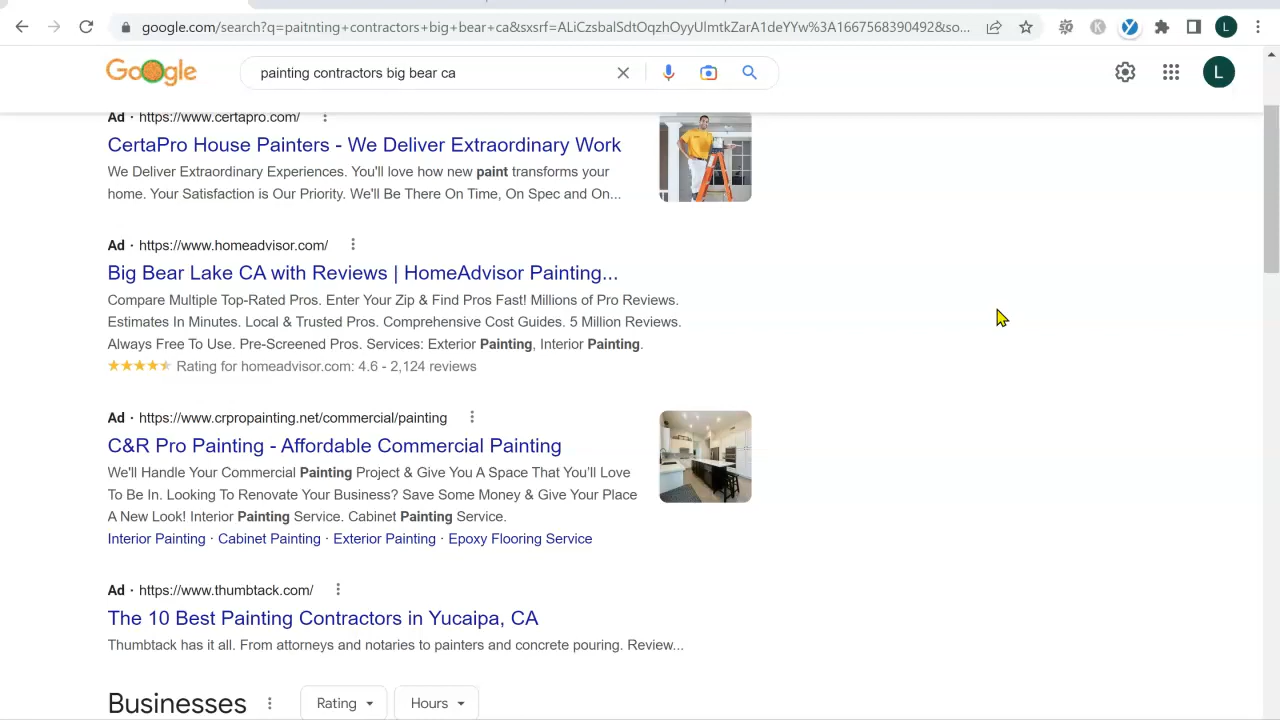 google.com/search?q=paitnting+contractors+big+bear+ca&sxsrf=ALiCzsbalSdtOqzhOyyUlmtkZarA1deYYw%3A1667568390492&so...
Google
painting contractors big bear ca
L
L
Ad · https://www.certapro.com/
CertaPro House Painters - We Deliver Extraordinary Work
We Deliver Extraordinary Experiences. You'll love how new paint transforms your
home. Your Satisfaction is Our Priority. We'll Be There On Time, On Spec and On...
Ad · https://www.homeadvisor.com/
Big Bear Lake CA with Reviews | HomeAdvisor Painting...
Compare Multiple Top-Rated Pros. Enter Your Zip & Find Pros Fast! Millions of Pro Reviews.
Estimates In Minutes. Local & Trusted Pros. Comprehensive Cost Guides. 5 Million Reviews.
Always Free To Use. Pre-Screened Pros. Services: Exterior Painting, Interior Painting.
Rating for homeadvisor.com: 4.6 - 2,124 reviews
Ad · https://www.crpropainting.net/commercial/painting
C&R Pro Painting - Affordable Commercial Painting
We'll Handle Your Commercial Painting Project & Give You A Space That You'll Love
To Be In. Looking To Renovate Your Business? Save Some Money & Give Your Place
A New Look! Interior Painting Service. Cabinet Painting Service.
Interior Painting · Cabinet Painting · Exterior Painting · Epoxy Flooring Service
Ad · https://www.thumbtack.com/
The 10 Best Painting Contractors in Yucaipa, CA
Thumbtack has it all. From attorneys and notaries to painters and concrete pouring. Review...
Businesses
Rating
Hours